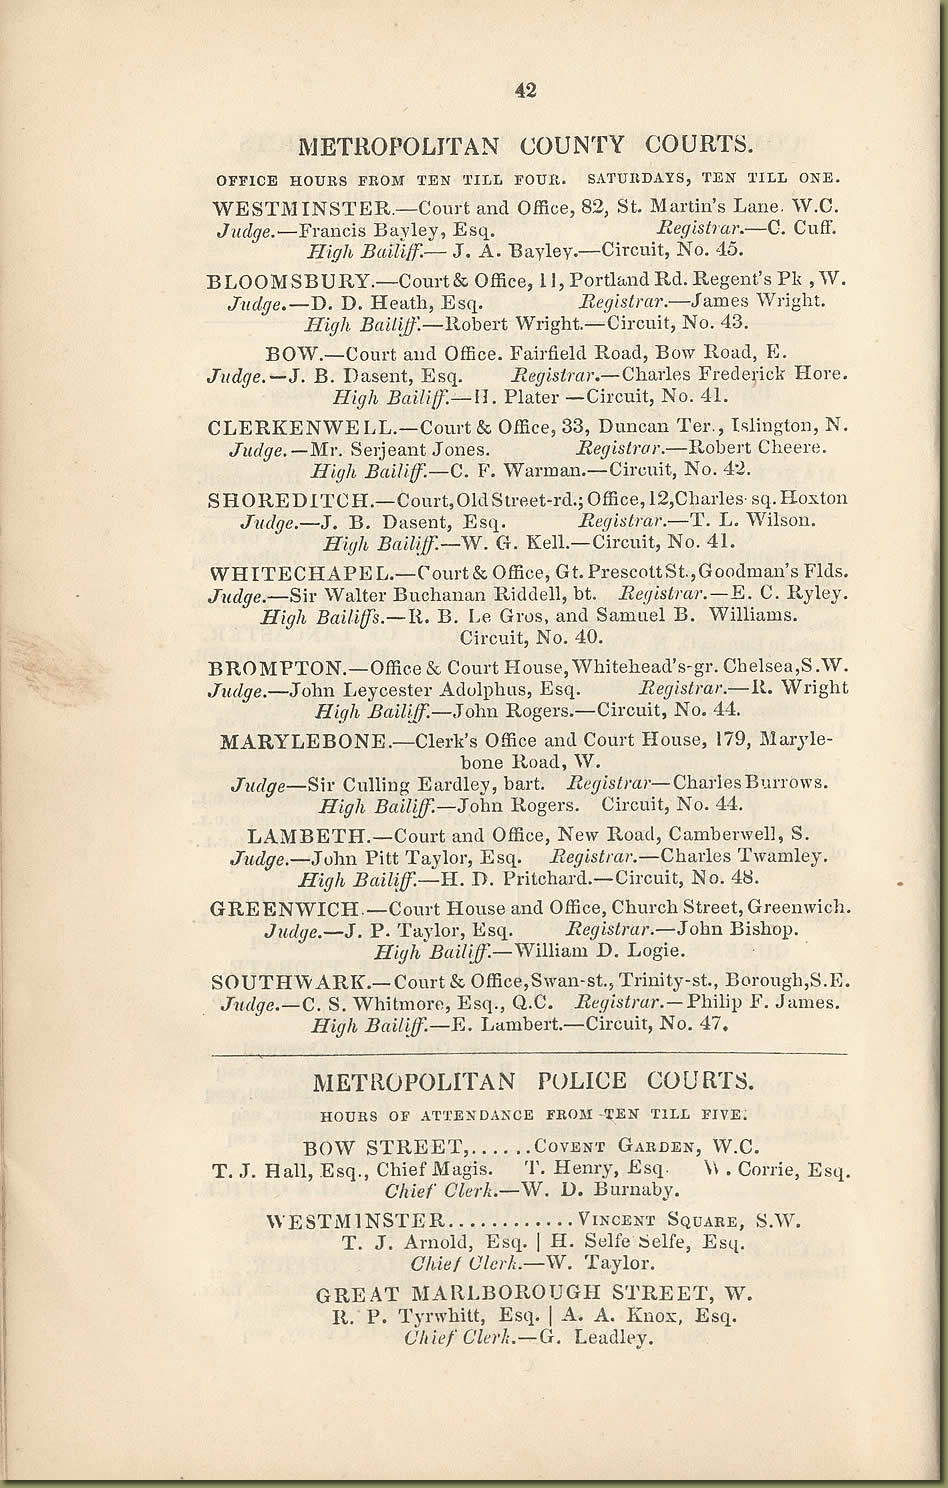 42
METROPOLITAN COUNTY COURTS.
OFFICE HOURS FROM TEN TILL FOUR. SATURDAYS, TEN TILL ONE.
WESTMINSTER.—Court and Office, 82, St. Martin's Lane. W.C.
Judge.—Francis Bayley, Esq. Registrar.—C. Cuff.
High Bailiff.— J. A. Bayley.—Circuit, No. 45.
BLOOMSBURY.—Court & Office, 11, Portland Rd. Regent's Pk , W.
Judge.—D. D. Heath, Esq. Registrar.—James Wright.
High Bailiff.—Robert Wright.—Circuit, No. 43.
BOW.—Court and Office. Fairfield Road, Bow Road, E.
Judge.—J. B. Dasent, Esq. Registrar.—Charles Frederick Hore.
High Bailiff.—H. Plater —Circuit, No. 41.
CLERKENWELL.—Court & Office, 33, Duncan Ter., Islington, N.
Judge.—Mr. Serjeant Jones. Registrar.—Robert Cheere.
High Bailiff.—C. F. Warman.—Circuit, No. 42.
SHOREDITCH.—Court, Old Street-rd.; Office, 12, Charles-sq. Hoxton
Judge.—J. B. Dasent, Esq. Registrar.—T. L. Wilson.
High Bailiff.—W. G. Kell.—Circuit, No. 41.
WHITECHAPEL.—Court & Office, Gt. Prescott St., Goodman's Flds.
Judge.—Sir Walter Buchanan Riddell, bt. Registrar.—E. C. Ryley.
High Bailiffs.—R. B. Le Gros, and Samuel B. Williams.
Circuit, No. 40.
BROMPTON.—Office & Court House, Whitehead's-gr. Chelsea, S.W.
Judge.—John Leycester Adolphus, Esq. Registrar.—R. Wright
High Bailiff.—John Rogers.—Circuit, No. 44.
MARYLEBONE.—Clerk's Office and Court House, 179, Maryle-
bone Road, W.
Judge—Sir Culling Eardley, bart. Registrar—Charles Burrows.
High Bailiff.—John Rogers. Circuit, No. 44.
LAMBETH.—Court and Office, New Road, Camberwell, S.
Judge.—John Pitt Taylor, Esq. Registrar.—Charles Twamley.
High Bailiff.—H. D. Pritchard.—Circuit, No. 48.
GREENWICH.—Court House and Office, Church Street, Greenwich.
Judge.—J. P. Taylor, Esq. Registrar.—John Bishop.
High Bailiff.—William D. Logie.
SOUTHWARK.—Court & Office, Swan-st., Trinity-st., Borough, S.E.
Judge.—C. S. Whitmore, Esq., Q.C. Registrar.—Philip F. James.
High Bailiff.—E. Lambert.—Circuit, No. 47.
METROPOLITAN POLICE COURTS.
HOURS OF ATTENDANCE FROM TEN TILL FIVE.
BOW STREET,......COVENT GARDEN, W.C.
T. J. Hall, Esq., Chief Magis. T. Henry, Esq. W. Corrie, Esq.
Chief Clerk.—W. D. Burnaby.
WESTMINSTER............VINCENT SQUARE, S.W.
T. J. Arnold, Esq. | H. Selfe Selfe, Esq.
Chief Clerk.—W. Taylor.
GREAT MARLBOROUGH STREET, W.
R. P. Tyrwhitt, Esq. | A. A. Knox, Esq.
Chief Clerk.—G. Leadley.